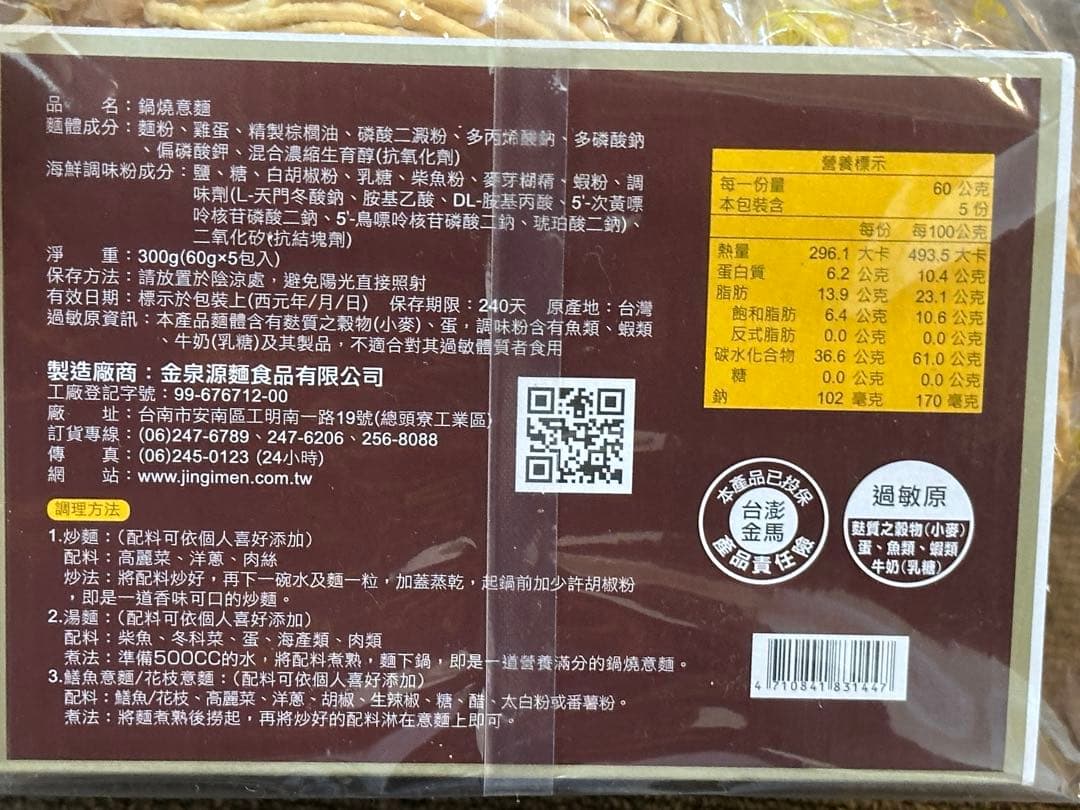 品　　名：鍋燒意麵
麵體成分：麵粉、雞蛋、精製棕櫚油、磷酸二澱粉、多丙烯酸鈉、多磷酸鈉
、偏磷酸鉀、混合濃縮生育醇(抗氧化劑)
海鮮調味粉成分：鹽、糖、白胡椒粉、乳糖、柴魚粉、麥芽糊精、蝦粉、調
味劑(L-天門冬酸鈉、胺基乙酸、DL-胺基丙酸、5'-次黃嘌
呤核苷磷酸二鈉、5'-鳥嘌呤核苷磷酸二鈉、琥珀酸二鈉)、
二氧化矽(抗結塊劑)
淨　　重：300g(60g×5包入)
保存方法：請放置於陰涼處，避免陽光直接照射
有效日期：標示於包裝上(西元年/月/日)　保存期限：240天　原產地：台灣
過敏原資訊：本產品麵體含有麩質之穀物(小麥)、蛋，調味粉含有魚類、蝦類
、牛奶(乳糖)及其製品，不適合對其過敏體質者食用
製造廠商：金泉源麵食品有限公司
工廠登記字號：99-676712-00
廠　　址：台南市安南區工明南一路19號(總頭寮工業區)
訂貨專線：(06)247-6789、247-6206、256-8088
傳　　真：(06)245-0123 (24小時)
網　　站：www.jingimen.com.tw
調理方法
1.炒麵：(配料可依個人喜好添加)
配料：高麗菜、洋蔥、肉絲
炒法：將配料炒好，再下一碗水及麵一粒，加蓋蒸乾，起鍋前加少許胡椒粉
，即是一道香味可口的炒麵。
2.湯麵：(配料可依個人喜好添加)
配料：柴魚、冬科菜、蛋、海產類、肉類
煮法：準備500CC的水，將配料煮熟，麵下鍋，即是一道營養滿分的鍋燒意麵。
3.鱔魚意麵/花枝意麵：(配料可依個人喜好添加)
配料：鱔魚/花枝、高麗菜、洋蔥、胡椒、生辣椒、糖、醋、太白粉或番薯粉。
煮法：將麵煮熟後撈起，再將炒好的配料淋在意麵上即可。
營養標示
每一份量 60 公克
本包裝含 5 份
每份 每100公克
熱量 296.1 大卡 493.5 大卡
蛋白質 6.2 公克 10.4 公克
脂肪 13.9 公克 23.1 公克
飽和脂肪 6.4 公克 10.6 公克
反式脂肪 0.0 公克 0.0 公克
碳水化合物 36.6 公克 61.0 公克
糖 0.0 公克 0.0 公克
鈉 102 毫克 170 毫克
本產品已投保
台澎
金馬
產品責任險
過敏原
麩質之穀物(小麥)
蛋、魚類、蝦類
牛奶(乳糖)
4 710841 831447